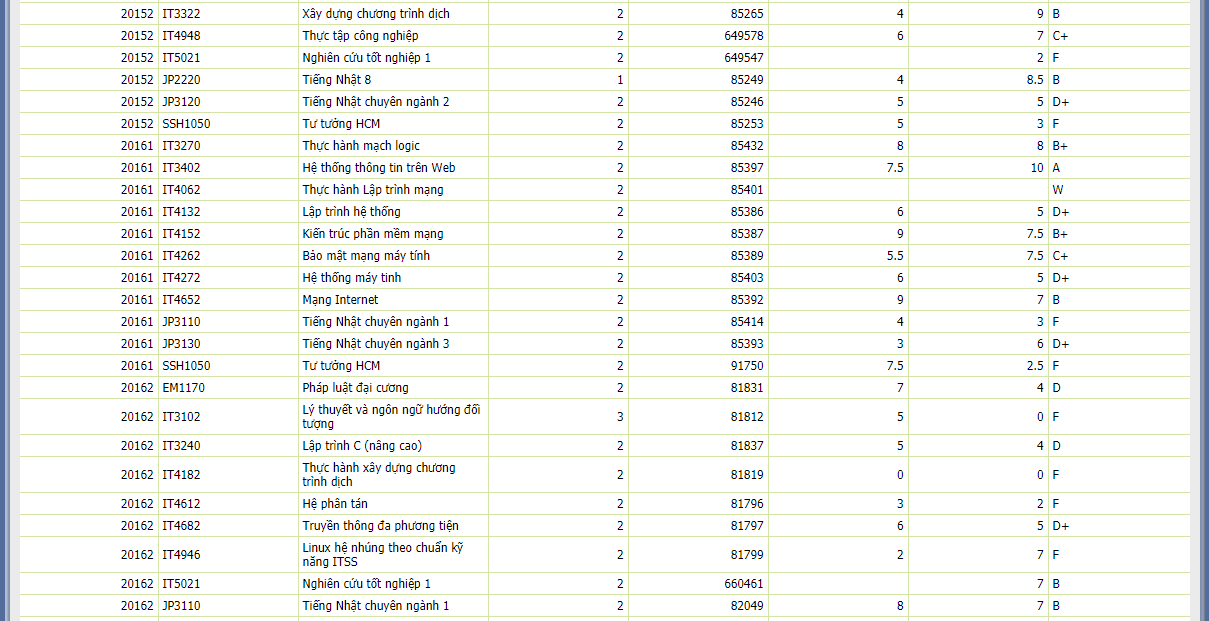 20152 IT3322 Xây dựng chương trình dịch 2 85265 4 9 B
20152 IT4948 Thực tập công nghiệp 2 649578 6 7 C+
20152 IT5021 Nghiên cứu tốt nghiệp 1 2 649547 2 F
20152 JP2220 Tiếng Nhật 8 1 85249 4 8.5 B
20152 JP3120 Tiếng Nhật chuyên ngành 2 2 85246 5 5 D+
20152 SSH1050 Tư tưởng HCM 2 85253 5 3 F
20161 IT3270 Thực hành mạch logic 2 85432 8 8 B+
20161 IT3402 Hệ thống thông tin trên Web 2 85397 7.5 10 A
20161 IT4062 Thực hành Lập trình mạng 2 85401 W
20161 IT4132 Lập trình hệ thống 2 85386 6 5 D+
20161 IT4152 Kiến trúc phần mềm mạng 2 85387 9 7.5 B+
20161 IT4262 Bảo mật mạng máy tính 2 85389 5.5 7.5 C+
20161 IT4272 Hệ thống máy tinh 2 85403 6 5 D+
20161 IT4652 Mạng Internet 2 85392 9 7 B
20161 JP3110 Tiếng Nhật chuyên ngành 1 2 85414 4 3 F
20161 JP3130 Tiếng Nhật chuyên ngành 3 2 85393 3 6 D+
20161 SSH1050 Tư tưởng HCM 2 91750 7.5 2.5 F
20162 EM1170 Pháp luật đại cương 2 81831 7 4 D
20162 IT3102 Lý thuyết và ngôn ngữ hướng đối
tượng 3 81812 5 0 F
20162 IT3240 Lập trình C (nâng cao) 2 81837 5 4 D
20162 IT4182 Thực hành xây dựng chương
trình dịch 2 81819 0 0 F
20162 IT4612 Hệ phân tán 2 81796 3 2 F
20162 IT4682 Truyền thông đa phương tiện 2 81797 6 5 D+
20162 IT4946 Linux hệ nhúng theo chuẩn kỹ
năng ITSS 2 81799 2 7 F
20162 IT5021 Nghiên cứu tốt nghiệp 1 2 660461 7 B
20162 JP3110 Tiếng Nhật chuyên ngành 1 2 82049 8 7 B